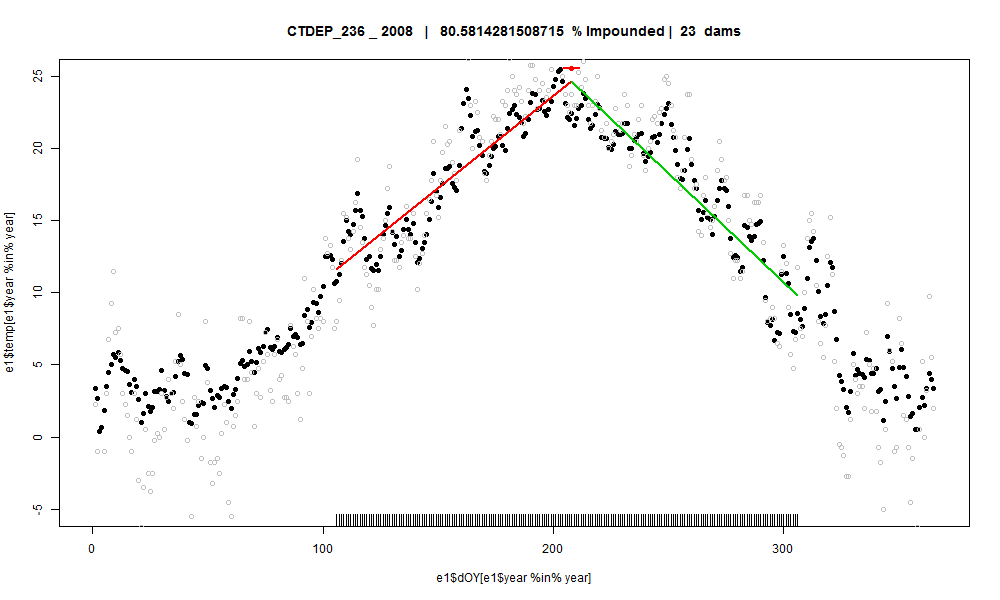 CTDEP_236 _ 2008 | 80.5814281508715 % Impounded | 23 dams
e1$temp[e1$year %in% year]
25
20
15
10
5
0
-5
0 100 200 300
e1$dOY[e1$year %in% year]